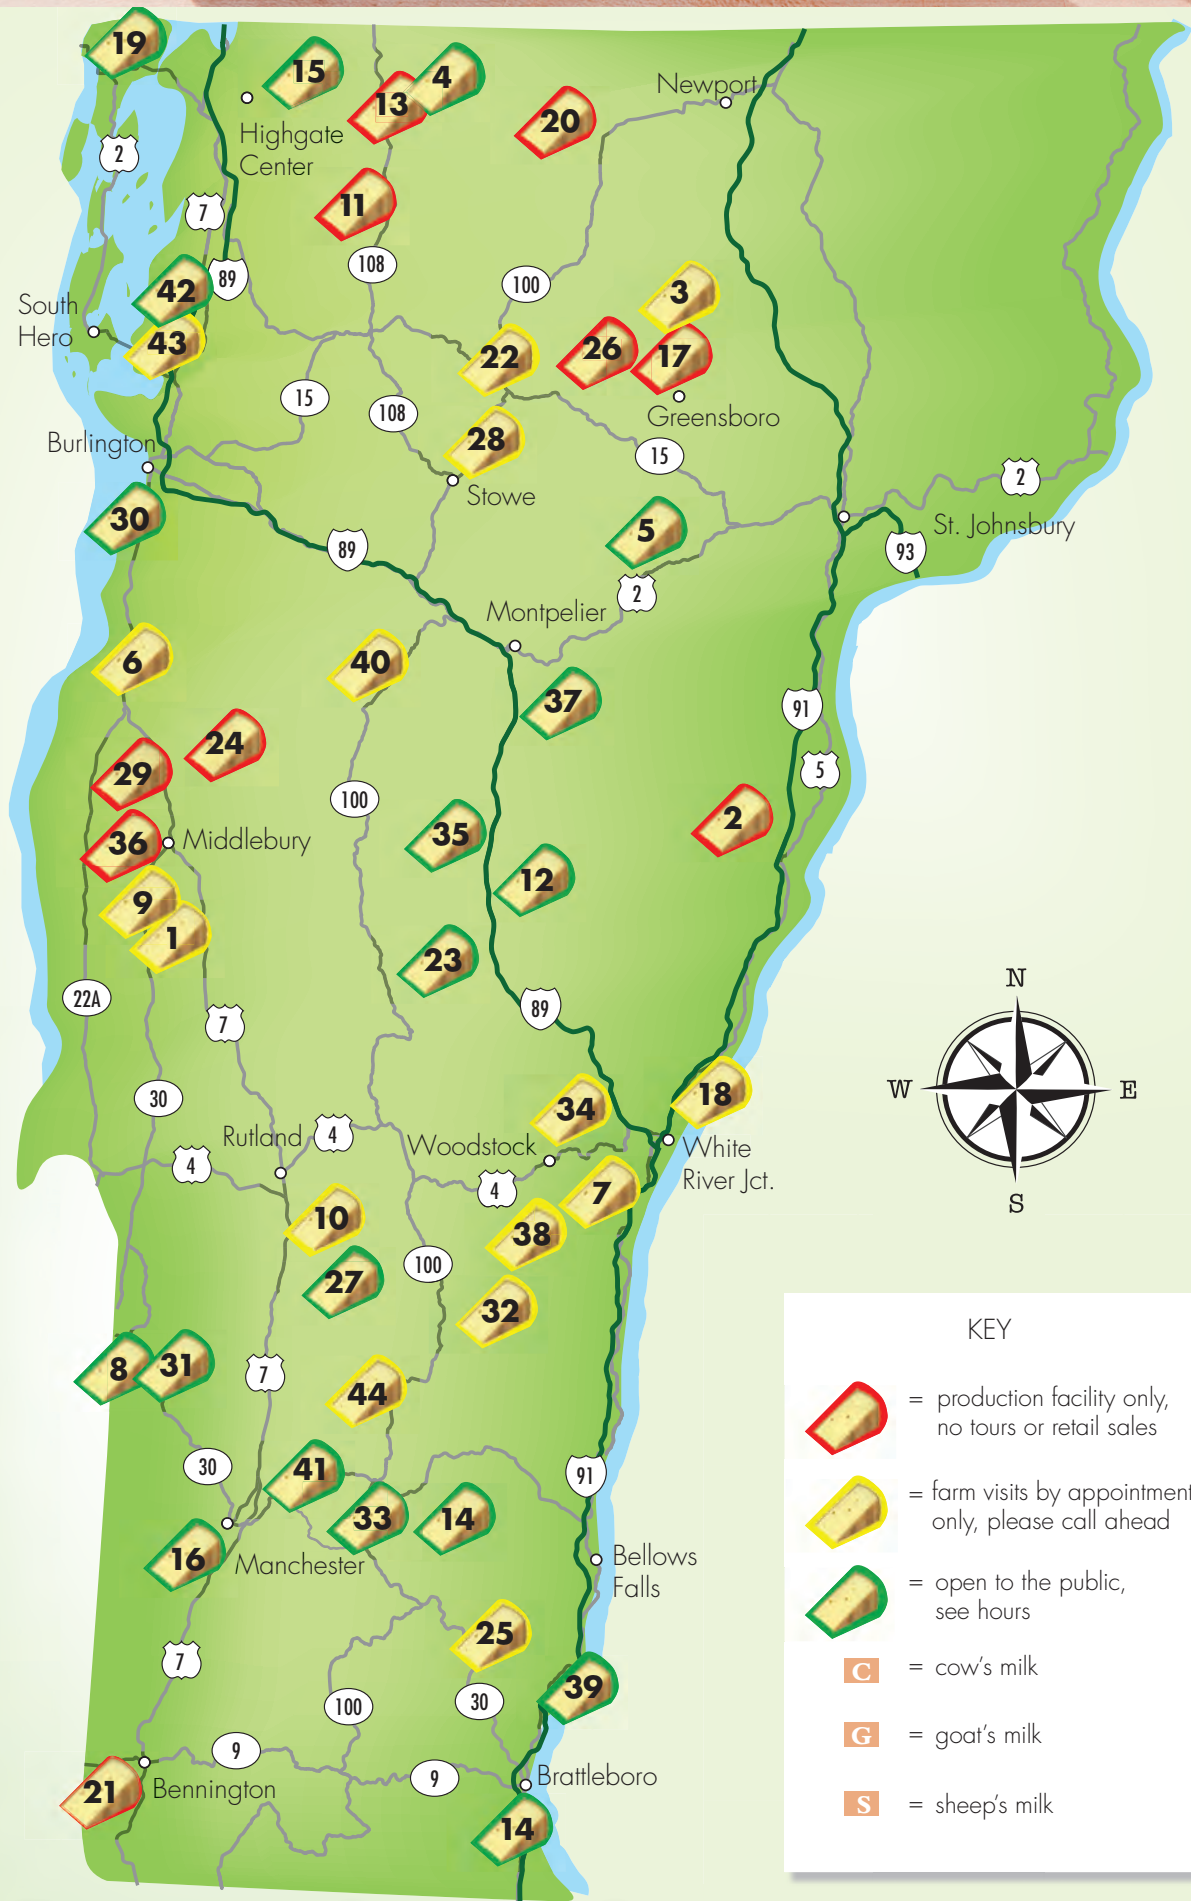 19
15
4
13
20
Newport
Highgate
Center
2
11
7
108
89
42
100
3
South
Hero
43
22
26
17
15
108
Greensboro
Burlington
28
15
2
Stowe
30
5
St. Johnsbury
89
93
2
Montpelier
6
40
37
91
24
29
5
100
2
35
36
Middlebury
12
9
1
23
22A
7
89
N
W
E
S
30
34
18
Rutland
4
Woodstock
White
River Jct.
4
4
7
10
38
100
27
32
8
31
7
44
30
41
91
33
14
16
Manchester
Bellows
Falls
25
7
39
100
30
9
9
21
Bennington
Brattleboro
14
KEY
= production facility only,
no tours or retail sales
= farm visits by appointment
only, please call ahead
= open to the public,
see hours
C = cow's milk
G = goat's milk
S = sheep's milk